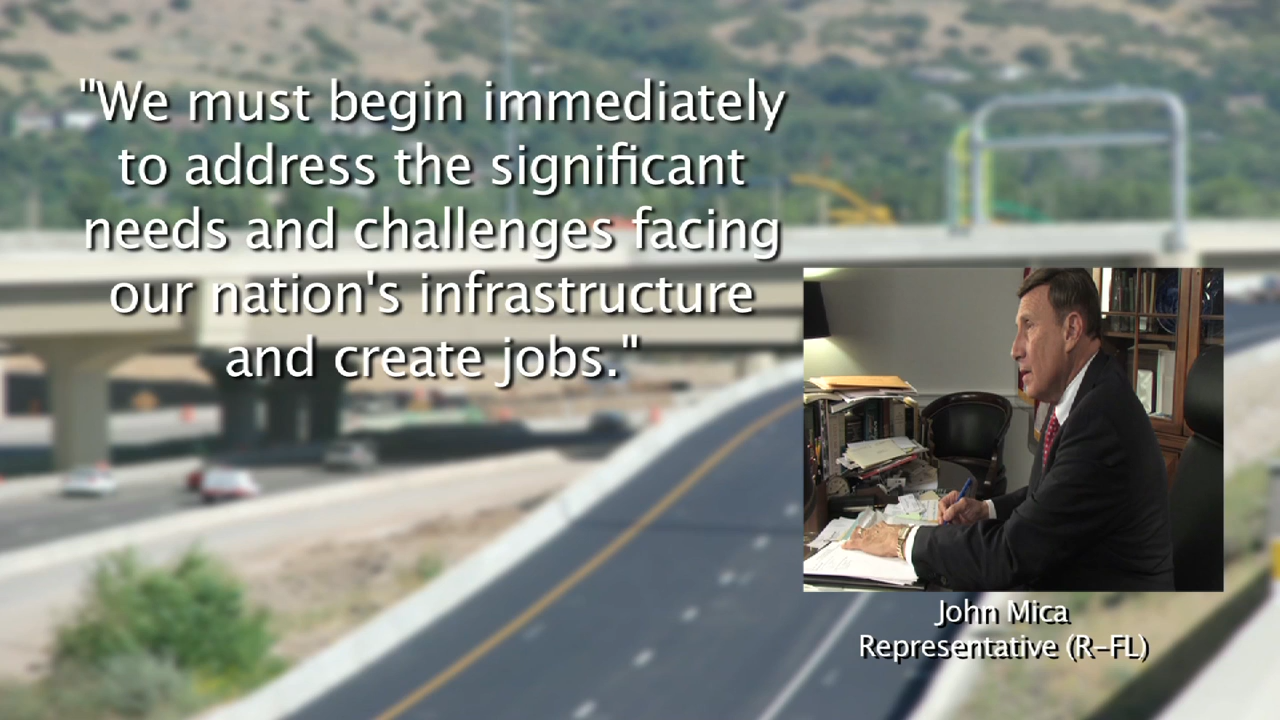 "We must begin immediately
to address the significant
needs and challenges facing
our nation's infrastructure
and create jobs."
John Mica
Representative (R-FL)